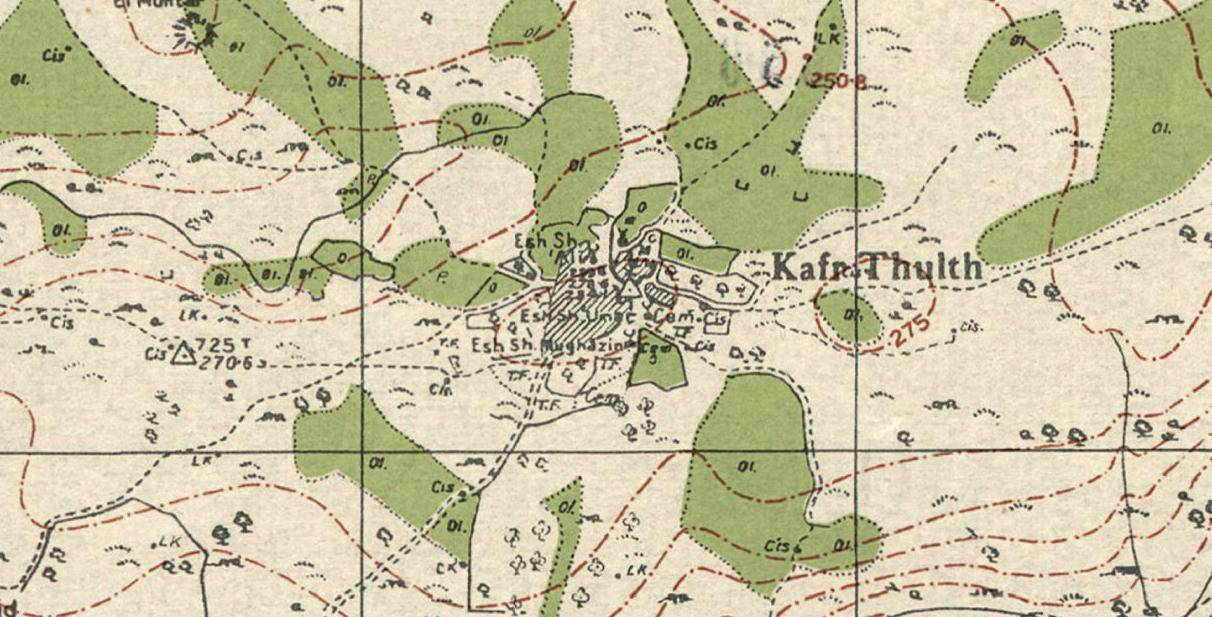 El Muntar
Ol.
Cis
Ol.
Ol.
Ol.
LK
250·8
Ol.
Ol.
Ol.
Ol.
Ol.
Ol.
Ol.
Cis
Cis
Ol.
P.
Ol.
O
Esh Sh.
Ol.
Kafr Thulth
O
P.
Ol.
Ol.
Ol.
O
LK.
Esh Sh. Umar
Cem.
Cis
Ol.
275
Cis.
Cis
Cis
725 T
270·6
Esh Sh. Mughazin
Cem
Cis
T.F.
T.F.
T.F.
T.F.
T.F.
Cis
Cem
LK
Ol.
Ol.
Cis
Ol.
Ol.
LK
Cis
Ol.
LK
LK